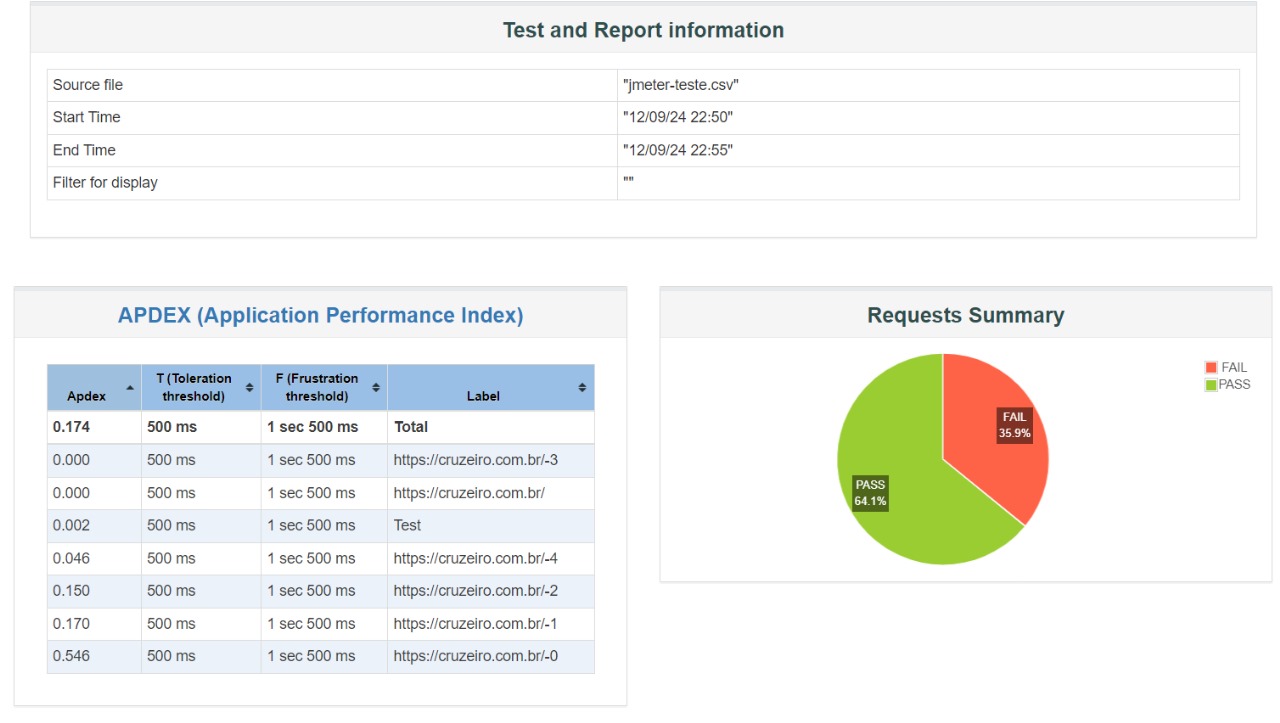 Test and Report information
Source file "jmeter-teste.csv"
Start Time "12/09/24 22:50"
End Time "12/09/24 22:55"
Filter for display ""
APDEX (Application Performance Index)
Apdex T (Toleration threshold) F (Frustration threshold) Label
0.174 500 ms 1 sec 500 ms Total
0.000 500 ms 1 sec 500 ms https://cruzeiro.com.br/-3
0.000 500 ms 1 sec 500 ms https://cruzeiro.com.br/
0.002 500 ms 1 sec 500 ms Test
0.046 500 ms 1 sec 500 ms https://cruzeiro.com.br/-4
0.150 500 ms 1 sec 500 ms https://cruzeiro.com.br/-2
0.170 500 ms 1 sec 500 ms https://cruzeiro.com.br/-1
0.546 500 ms 1 sec 500 ms https://cruzeiro.com.br/-0
Requests Summary
FAIL
PASS
FAIL
35.9%
PASS
64.1%